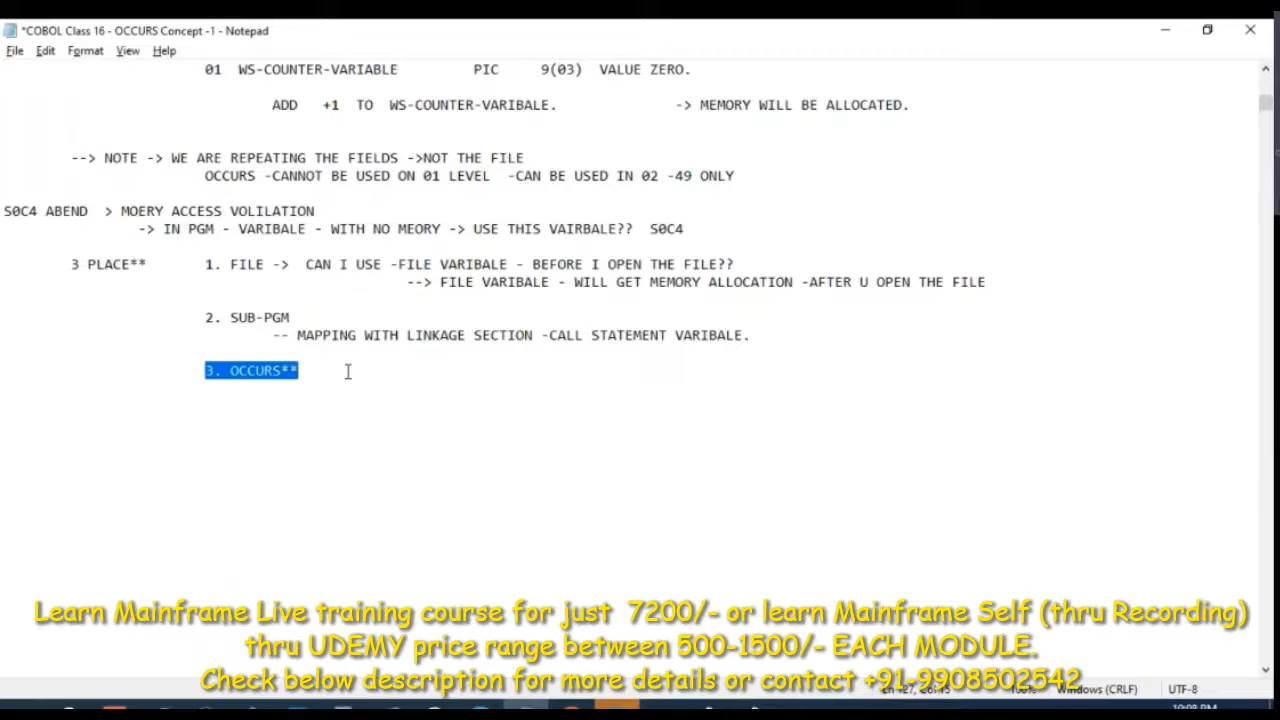 *COBOL Class 16 - OCCURS Concept -1 - Notepad
File Edit Format View Help
01 WS-COUNTER-VARIABLE PIC 9(03) VALUE ZERO.
ADD +1 TO WS-COUNTER-VARIBALE. -> MEMORY WILL BE ALLOCATED.
--> NOTE -> WE ARE REPEATING THE FIELDS ->NOT THE FILE
OCCURS -CANNOT BE USED ON 01 LEVEL -CAN BE USED IN 02 -49 ONLY
S0C4 ABEND > MOERY ACCESS VOLILATION
-> IN PGM - VARIBALE - WITH NO MEORY -> USE THIS VAIRBALE?? S0C4
3 PLACE** 1. FILE -> CAN I USE -FILE VARIBALE - BEFORE I OPEN THE FILE??
--> FILE VARIBALE - WILL GET MEMORY ALLOCATION -AFTER U OPEN THE FILE
2. SUB-PGM
-- MAPPING WITH LINKAGE SECTION -CALL STATEMENT VARIBALE.
3. OCCURS**
Learn Mainframe Live training course for just 7200/- or learn Mainframe Self (thru Recording)
thru UDEMY price range between 500-1500/- EACH MODULE.
Check below description for more details or contact +91-9908502542
Windows (CRLF) UTF-8